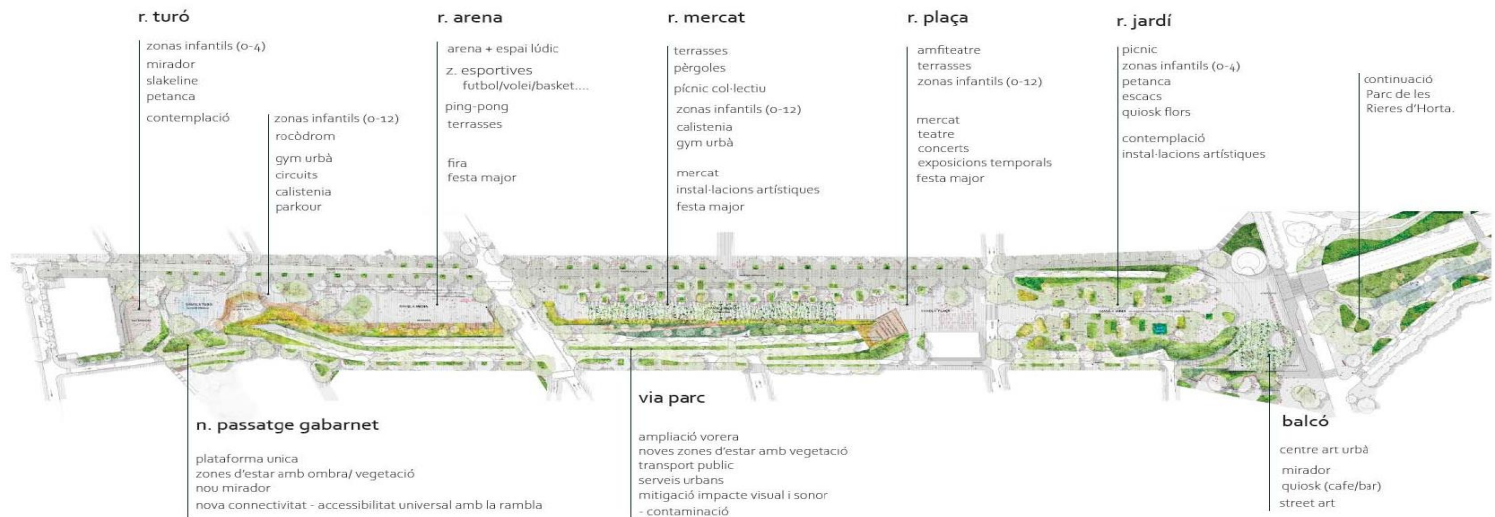 r. turó
zonas infantils (0-4)
mirador
slakeline
petanca
contemplació
zonas infantils (0-12)
rocòdrom
gym urbà
circuits
calistenia
parkour
r. arena
arena + espai lúdic
z. esportives
futbol/volei/basket....
ping-pong
terrasses
fira
festa major
r. mercat
terrasses
pèrgoles
pícnic col·lectiu
zonas infantils (0-12)
calistenia
gym urbà
mercat
instal·lacions artístiques
festa major
r. plaça
amfiteatre
terrasses
zonas infantils (0-12)
mercat
teatre
concerts
exposicions temporals
festa major
r. jardí
picnic
zonas infantils (0-4)
petanca
escacs
quiosk flors
contemplació
instal·lacions artístiques
continuació
Parc de les
Rieres d'Horta.
n. passatge gabarnet
plataforma unica
zones d'estar amb ombra/ vegetació
nou mirador
nova connectivitat - accessibilitat universal amb la rambla
via parc
ampliació vorera
noves zones d'estar amb vegetació
transport public
serveis urbans
mitigació impacte visual i sonor
- contaminació
balcó
centre art urbà
mirador
quiosk (cafe/bar)
street art